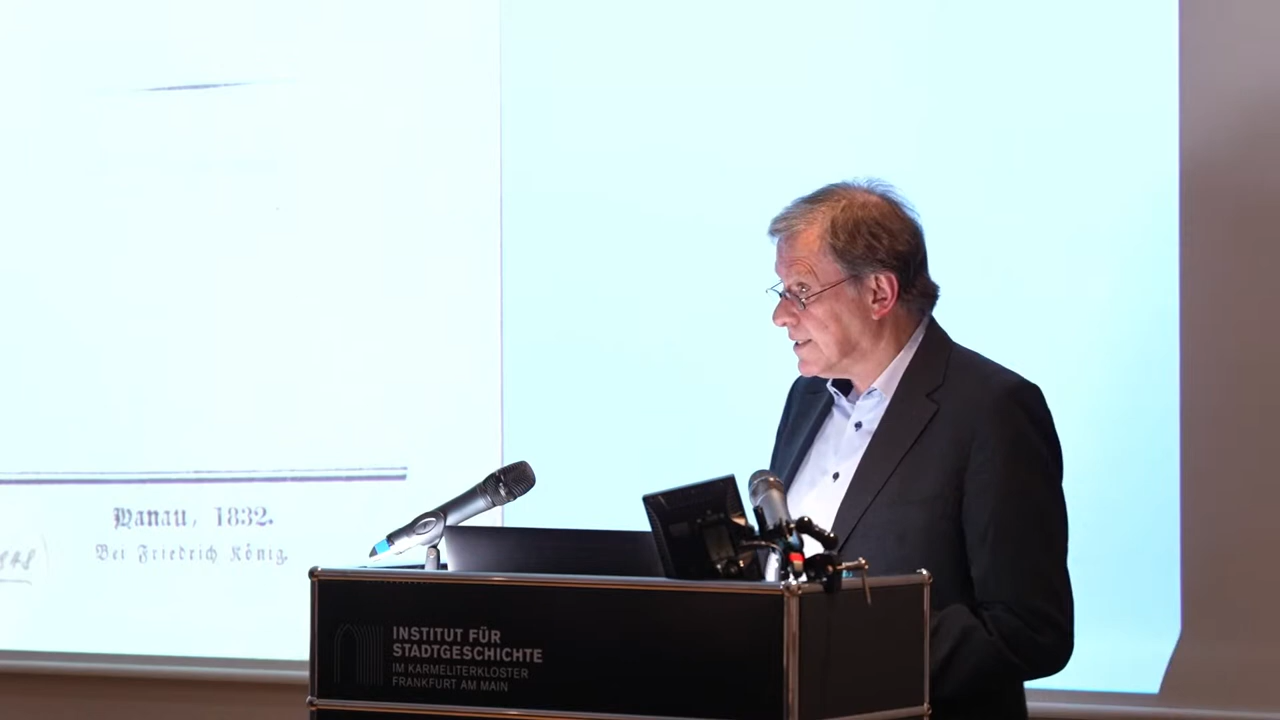 Hanau, 1832.
Bei Friedrich König.
INSTITUT FÜR
STADTGESCHICHTE
IM KARMELITERKLOSTER
FRANKFURT AM MAIN